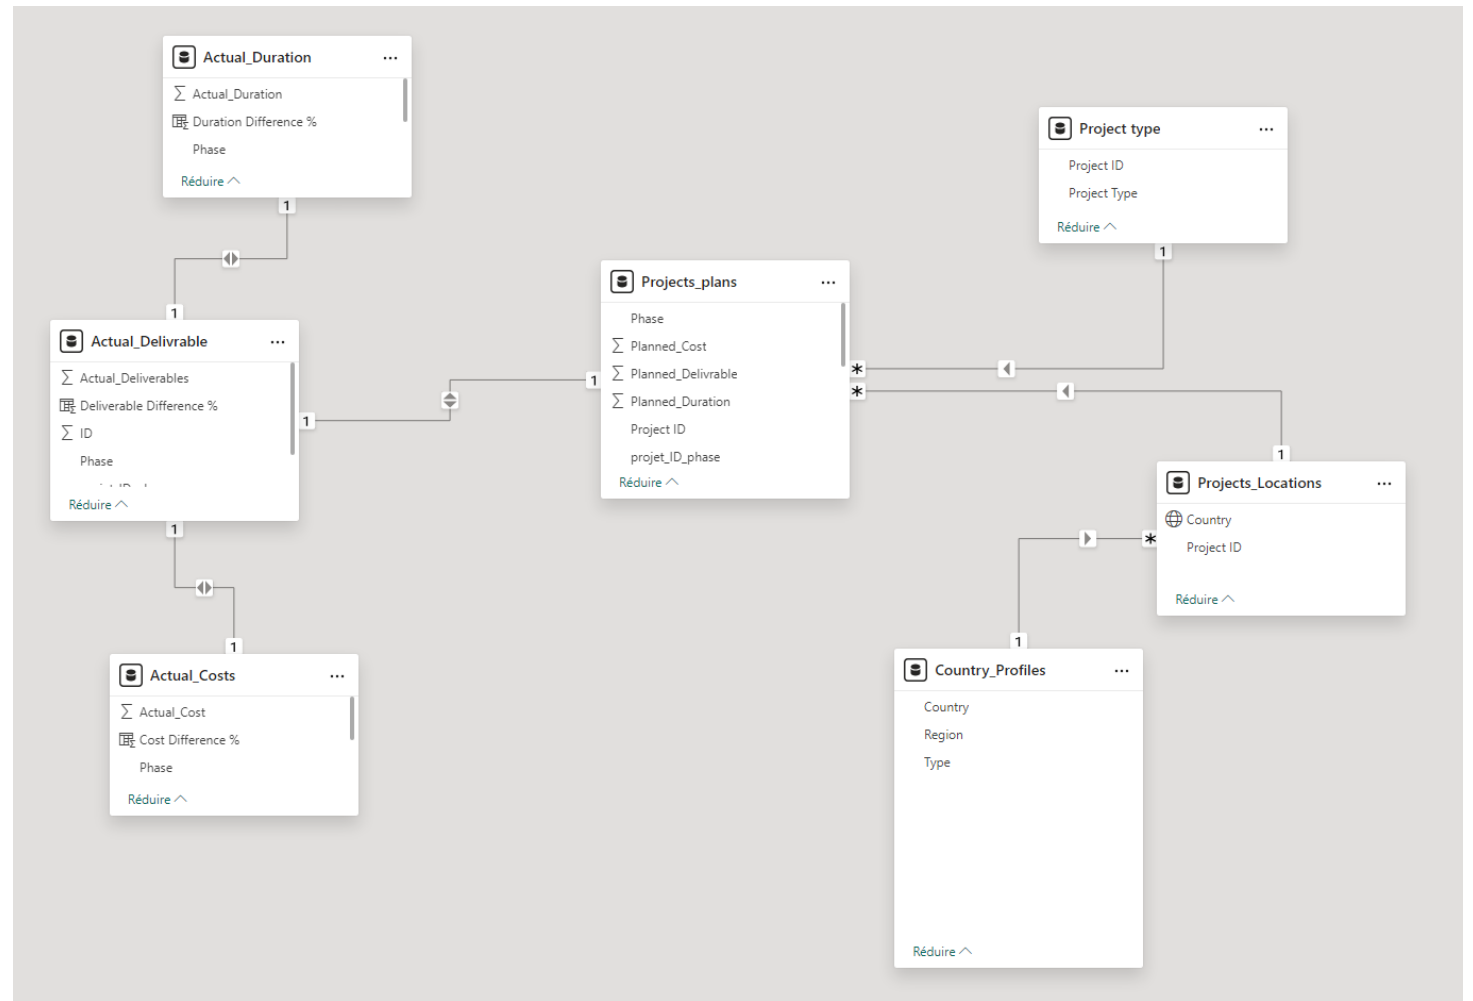 Actual_Duration
Actual_Duration
Duration Difference %
Phase
Réduire
1
1
Actual_Delivrable
Actual_Deliverables
Deliverable Difference %
ID
Phase
Réduire
1
1
1
1
Actual_Costs
Actual_Cost
Cost Difference %
Phase
Réduire
Projects_plans
Phase
Planned_Cost
Planned_Delivrable
Planned_Duration
Project ID
projet_ID_phase
Réduire
*
*
Project type
Project ID
Project Type
Réduire
1
1
Projects_Locations
Country
Project ID
Réduire
*
1
Country_Profiles
Country
Region
Type
Réduire